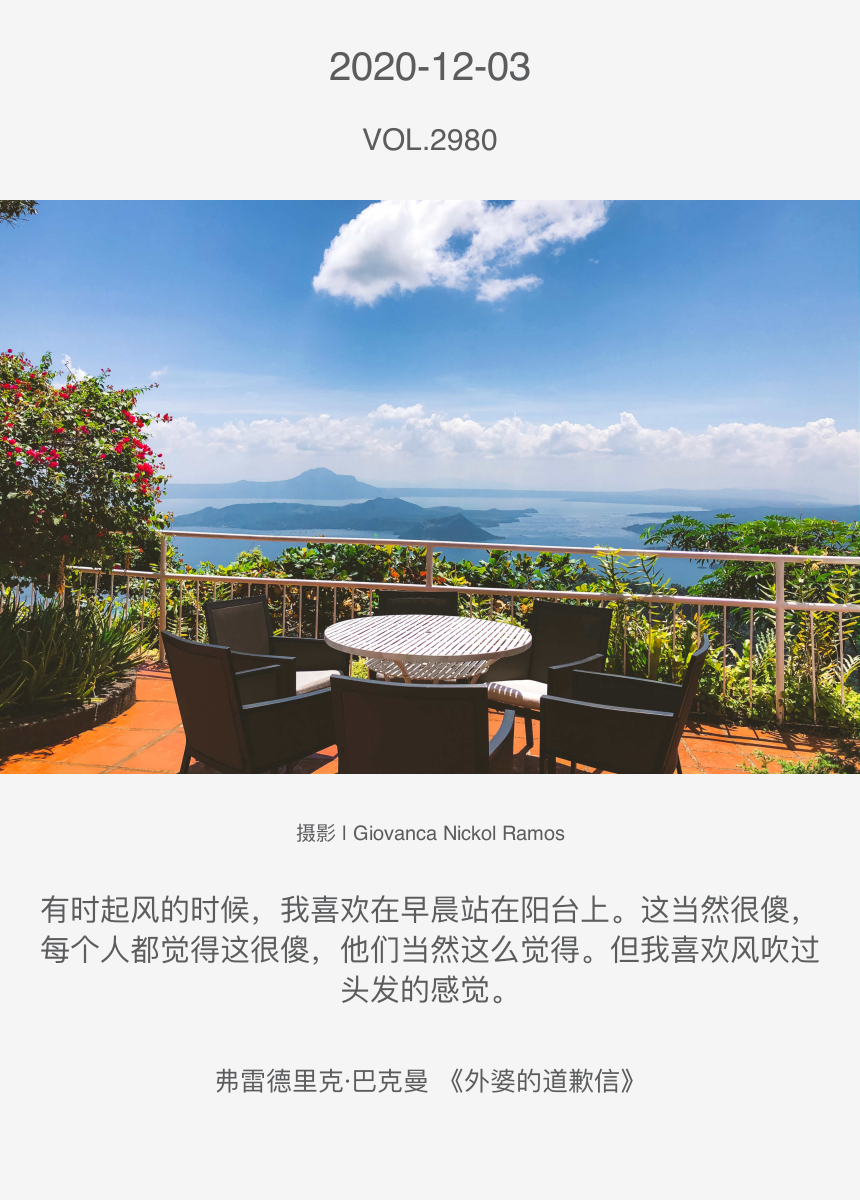 2020-12-03
VOL.2980
摄影 | Giovanca Nickol Ramos
有时起风的时候，我喜欢在早晨站在阳台上。这当然很傻，
每个人都觉得这很傻，他们当然这么觉得。但我喜欢风吹过
头发的感觉。
弗雷德里克·巴克曼 《外婆的道歉信》